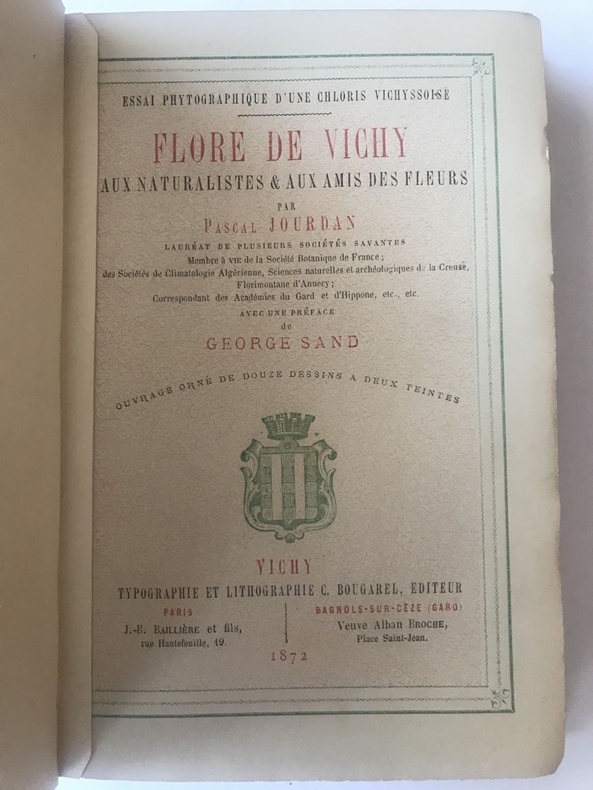 ESSAI PHYTOGRAPHIQUE D'UNE CHLORIS VICHYSSOISE
FLORE DE VICHY
AUX NATURALISTES & AUX AMIS DES FLEURS
PAR
PASCAL JOURDAN
LAURÉAT DE PLUSIEURS SOCIÉTÉS SAVANTES
Membre à VIE de la Société Botanique de France;
des Sociétés de Climatologie Algérienne, Sciences naturelles et archéologiques de la Creuse,
Florimontane d'Annecy;
Correspondant des Académies du Gard et d'Hippone, etc., etc.
AVEC UNE PRÉFACE
de
GEORGE SAND
OUVRAGE ORNÉ DE DOUZE DESSINS A DEUX TEINTES
VICHY
TYPOGRAPHIE ET LITHOGRAPHIE C. BOUGAREL, EDITEUR
PARIS
J.-B. BAILLIÈRE et fils,
rue Hautefeuille, 19.
BAGNOLS-SUR-CÈZE (GARD)
Veuve Alban BROCHE,
Place Saint-Jean.
1872